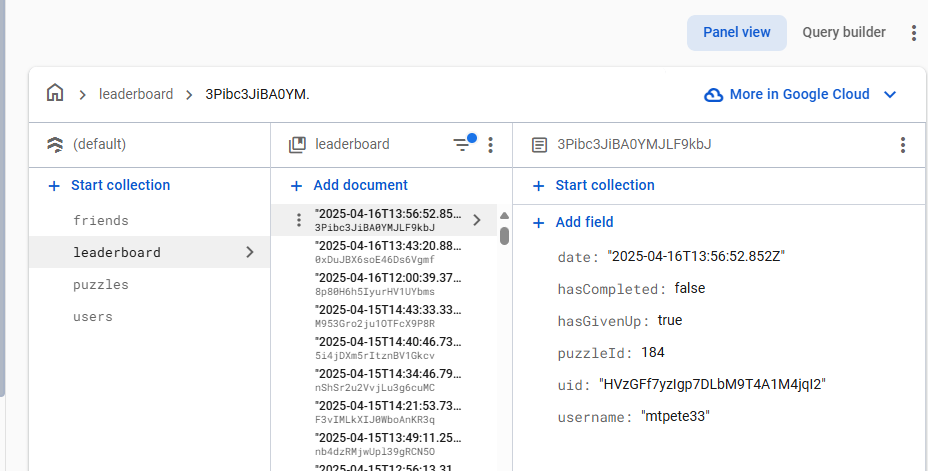 Panel view
Query builder
leaderboard
3Pibc3JiBA0YM.
More in Google Cloud
(default)
leaderboard
3Pibc3JiBA0YMJLF9kbJ
+ Start collection
+ Add document
+ Start collection
friends
leaderboard
puzzles
users
"2025-04-16T13:56:52.85...
3Pibc3JiBA0YMJLF9kbJ
"2025-04-16T13:43:20.88...
0xDuJBX6soE46Ds6Vgmf
"2025-04-16T12:00:39.37...
8p80H6h5IyurHV1UYbms
"2025-04-15T14:43:33.33...
M953Gro2ju1OTFcX9P8R
"2025-04-15T14:40:46.73...
5i4jDXm5rItznBV1Gkcv
"2025-04-15T14:34:46.79...
nShSr2u2VvjLu3g6cuMC
"2025-04-15T14:21:53.73...
F3vIMLkXIJ0WboAnKR3q
"2025-04-15T13:49:11.25...
nb4dzRMjwUpl39gRCN5O
"2025-04-15T12:56:13.31
+ Add field
date: "2025-04-16T13:56:52.852Z"
hasCompleted: false
hasGivenUp: true
puzzleId: 184
uid: "HVzGFf7yzIgp7DLbM9T4A1M4jqI2"
username: "mtpete33"